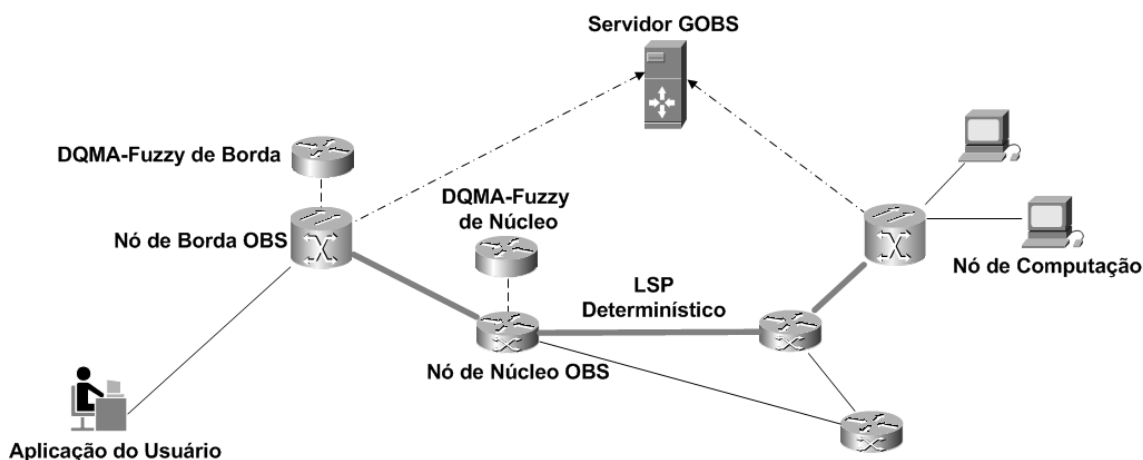 Servidor GOBS
DQMA-Fuzzy de Borda
DQMA-Fuzzy
de Núcleo
Nó de Borda OBS
LSP
Determinístico
Nó de Computação
Nó de Núcleo OBS
Aplicação do Usuário